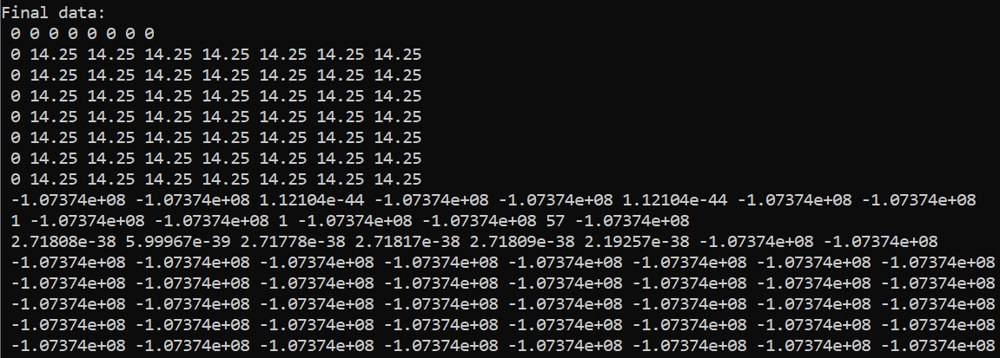 Final data:
0 0 0 0 0 0 0 0
0 14.25 14.25 14.25 14.25 14.25 14.25 14.25
0 14.25 14.25 14.25 14.25 14.25 14.25 14.25
0 14.25 14.25 14.25 14.25 14.25 14.25 14.25
0 14.25 14.25 14.25 14.25 14.25 14.25 14.25
0 14.25 14.25 14.25 14.25 14.25 14.25 14.25
0 14.25 14.25 14.25 14.25 14.25 14.25 14.25
0 14.25 14.25 14.25 14.25 14.25 14.25 14.25
-1.07374e+08 -1.07374e+08 1.12104e-44 -1.07374e+08 -1.07374e+08 1.12104e-44 -1.07374e+08 -1.07374e+08
1 -1.07374e+08 -1.07374e+08 1 -1.07374e+08 -1.07374e+08 57 -1.07374e+08
2.71808e-38 5.99967e-39 2.71778e-38 2.71817e-38 2.71809e-38 2.19257e-38 -1.07374e+08 -1.07374e+08
-1.07374e+08 -1.07374e+08 -1.07374e+08 -1.07374e+08 -1.07374e+08 -1.07374e+08 -1.07374e+08 -1.07374e+08
-1.07374e+08 -1.07374e+08 -1.07374e+08 -1.07374e+08 -1.07374e+08 -1.07374e+08 -1.07374e+08 -1.07374e+08
-1.07374e+08 -1.07374e+08 -1.07374e+08 -1.07374e+08 -1.07374e+08 -1.07374e+08 -1.07374e+08 -1.07374e+08
-1.07374e+08 -1.07374e+08 -1.07374e+08 -1.07374e+08 -1.07374e+08 -1.07374e+08 -1.07374e+08 -1.07374e+08
-1.07374e+08 -1.07374e+08 -1.07374e+08 -1.07374e+08 -1.07374e+08 -1.07374e+08 -1.07374e+08 -1.07374e+08